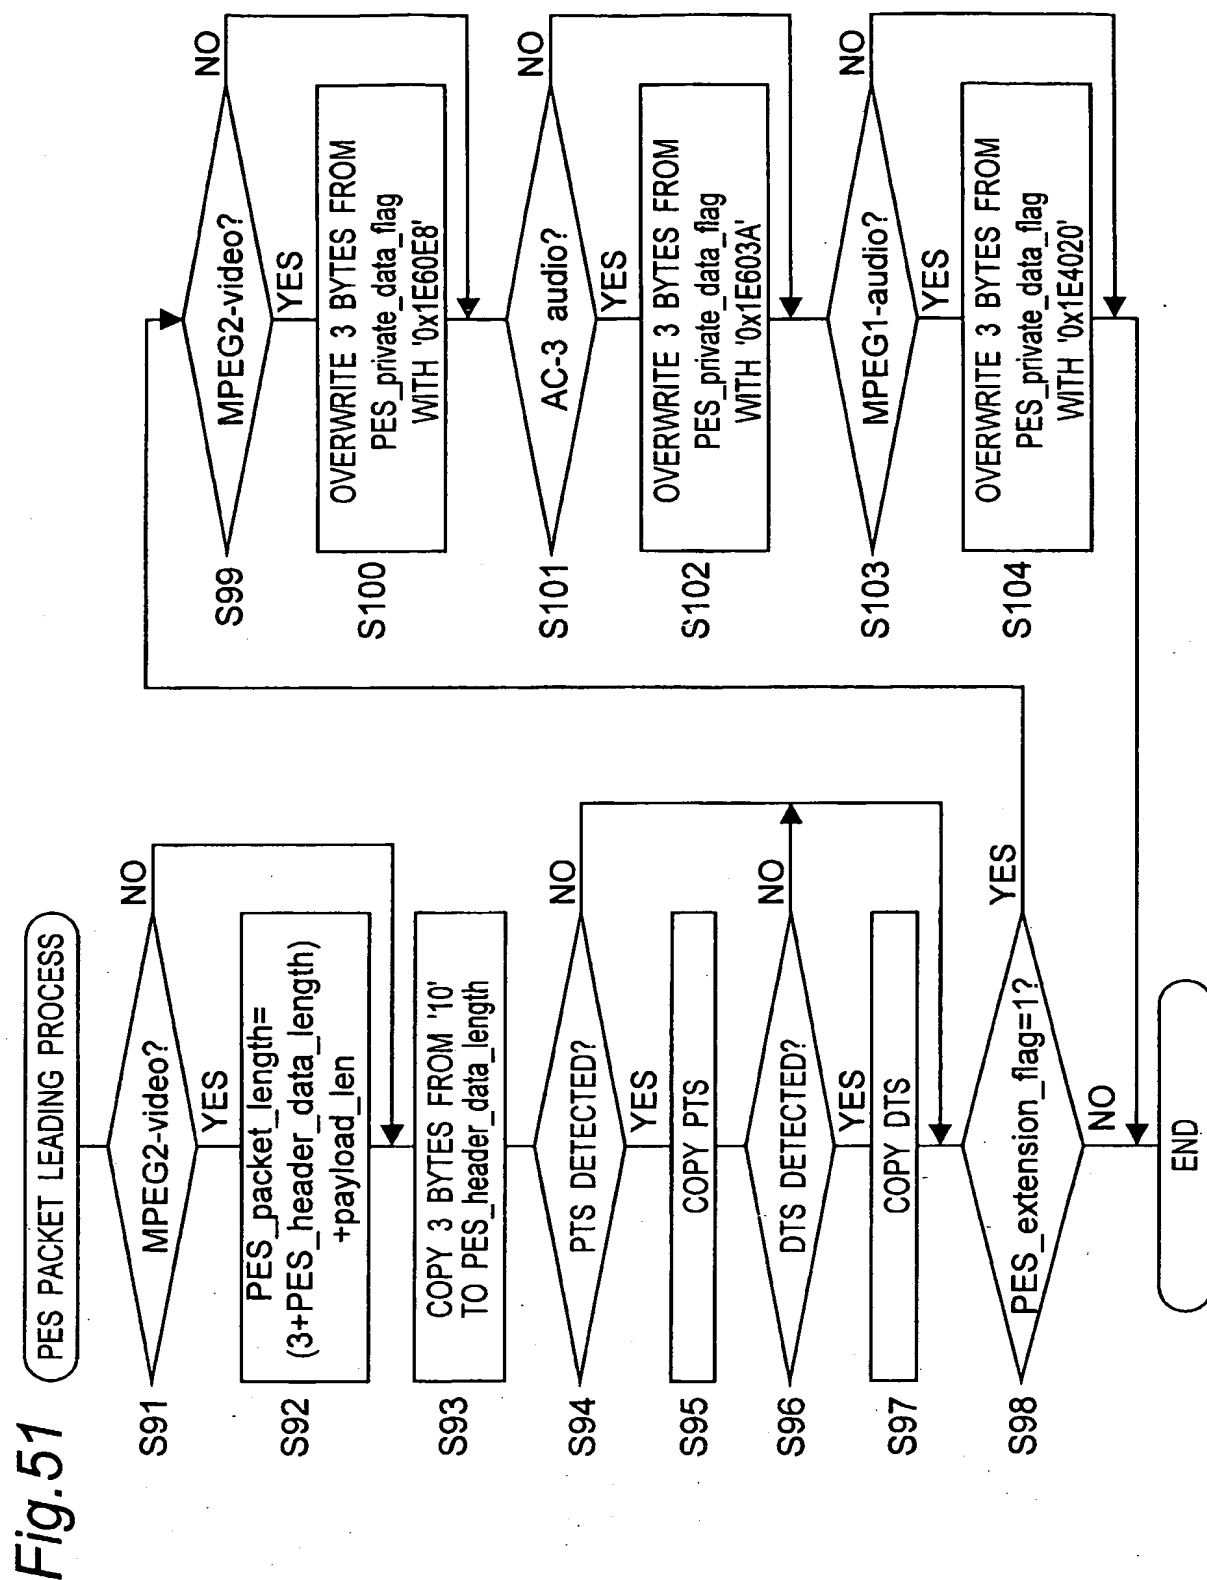 Fig.51
PES PACKET LEADING PROCESS
S91
MPEG2-video?
NO
YES
S92
PES_packet_length=
(3+PES_header_data_length)
+payload_len
S93
COPY 3 BYTES FROM '10'
TO PES_header_data_length
S94
PTS DETECTED?
NO
YES
S95
COPY PTS
S96
DTS DETECTED?
NO
YES
S97
COPY DTS
S98
PES_extension_flag=1?
YES
NO
END
S99
MPEG2-video?
NO
YES
S100
OVERWRITE 3 BYTES FROM
PES_private_data_flag
WITH '0x1E60E8'
S101
AC-3 audio?
NO
YES
S102
OVERWRITE 3 BYTES FROM
PES_private_data_flag
WITH '0x1E603A'
S103
MPEG1-audio?
NO
YES
S104
OVERWRITE 3 BYTES FROM
PES_private_data_flag
WITH '0x1E4020'